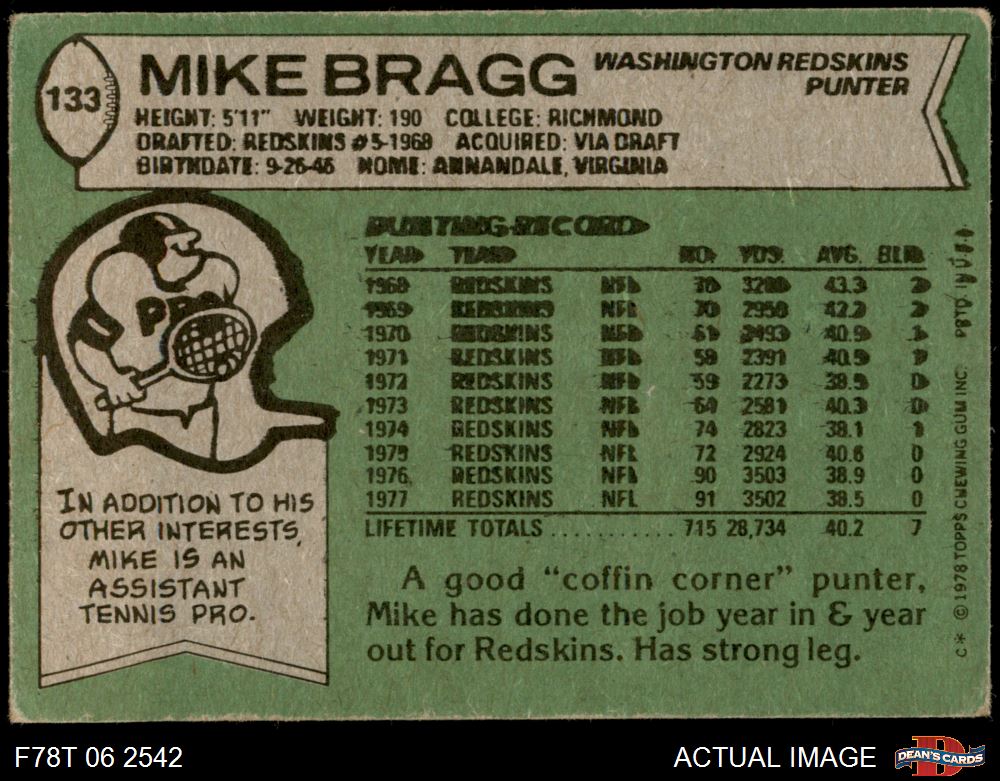 133
MIKE BRAGG
WASHINGTON REDSKINS
PUNTER
HEIGHT: 5'11" WEIGHT: 190 COLLEGE: RICHMOND
DRAFTED: REDSKINS #5-1968 ACQUIRED: VIA DRAFT
BIRTHDATE: 9-26-46 HOME: ANNANDALE, VIRGINIA
PRO
PUNTING RECORD
YEAR TEAM NO. YDS. AVG. BLK
1968 REDSKINS NFL 76 43.3 2
1969 REDSKINS NFL 70 42.2 2
1970 REDSKINS NFL 61 2493 40.9 1
1971 REDSKINS NFL 58 2391 40.9 1
1972 REDSKINS NFL 59 2273 38.5 0
1973 REDSKINS NFL 64 2581 40.3 0
1974 REDSKINS NFL 74 2823 38.1 1
1975 REDSKINS NFL 72 2924 40.6 0
1976 REDSKINS NFL 90 3503 38.9 0
1977 REDSKINS NFL 91 3502 38.5 0
LIFETIME TOTALS ........... 715 28,734 40.2 7
IN ADDITION TO HIS
OTHER INTERESTS,
MIKE IS AN
ASSISTANT
TENNIS PRO.
A good "coffin corner" punter,
Mike has done the job year in & year
out for Redskins. Has strong leg.
C* © 1978 TOPPS CHEWING GUM INC. PRTD. IN U.S.A.
F78T 06 2542
ACTUAL IMAGE
DEAN'S CARDS